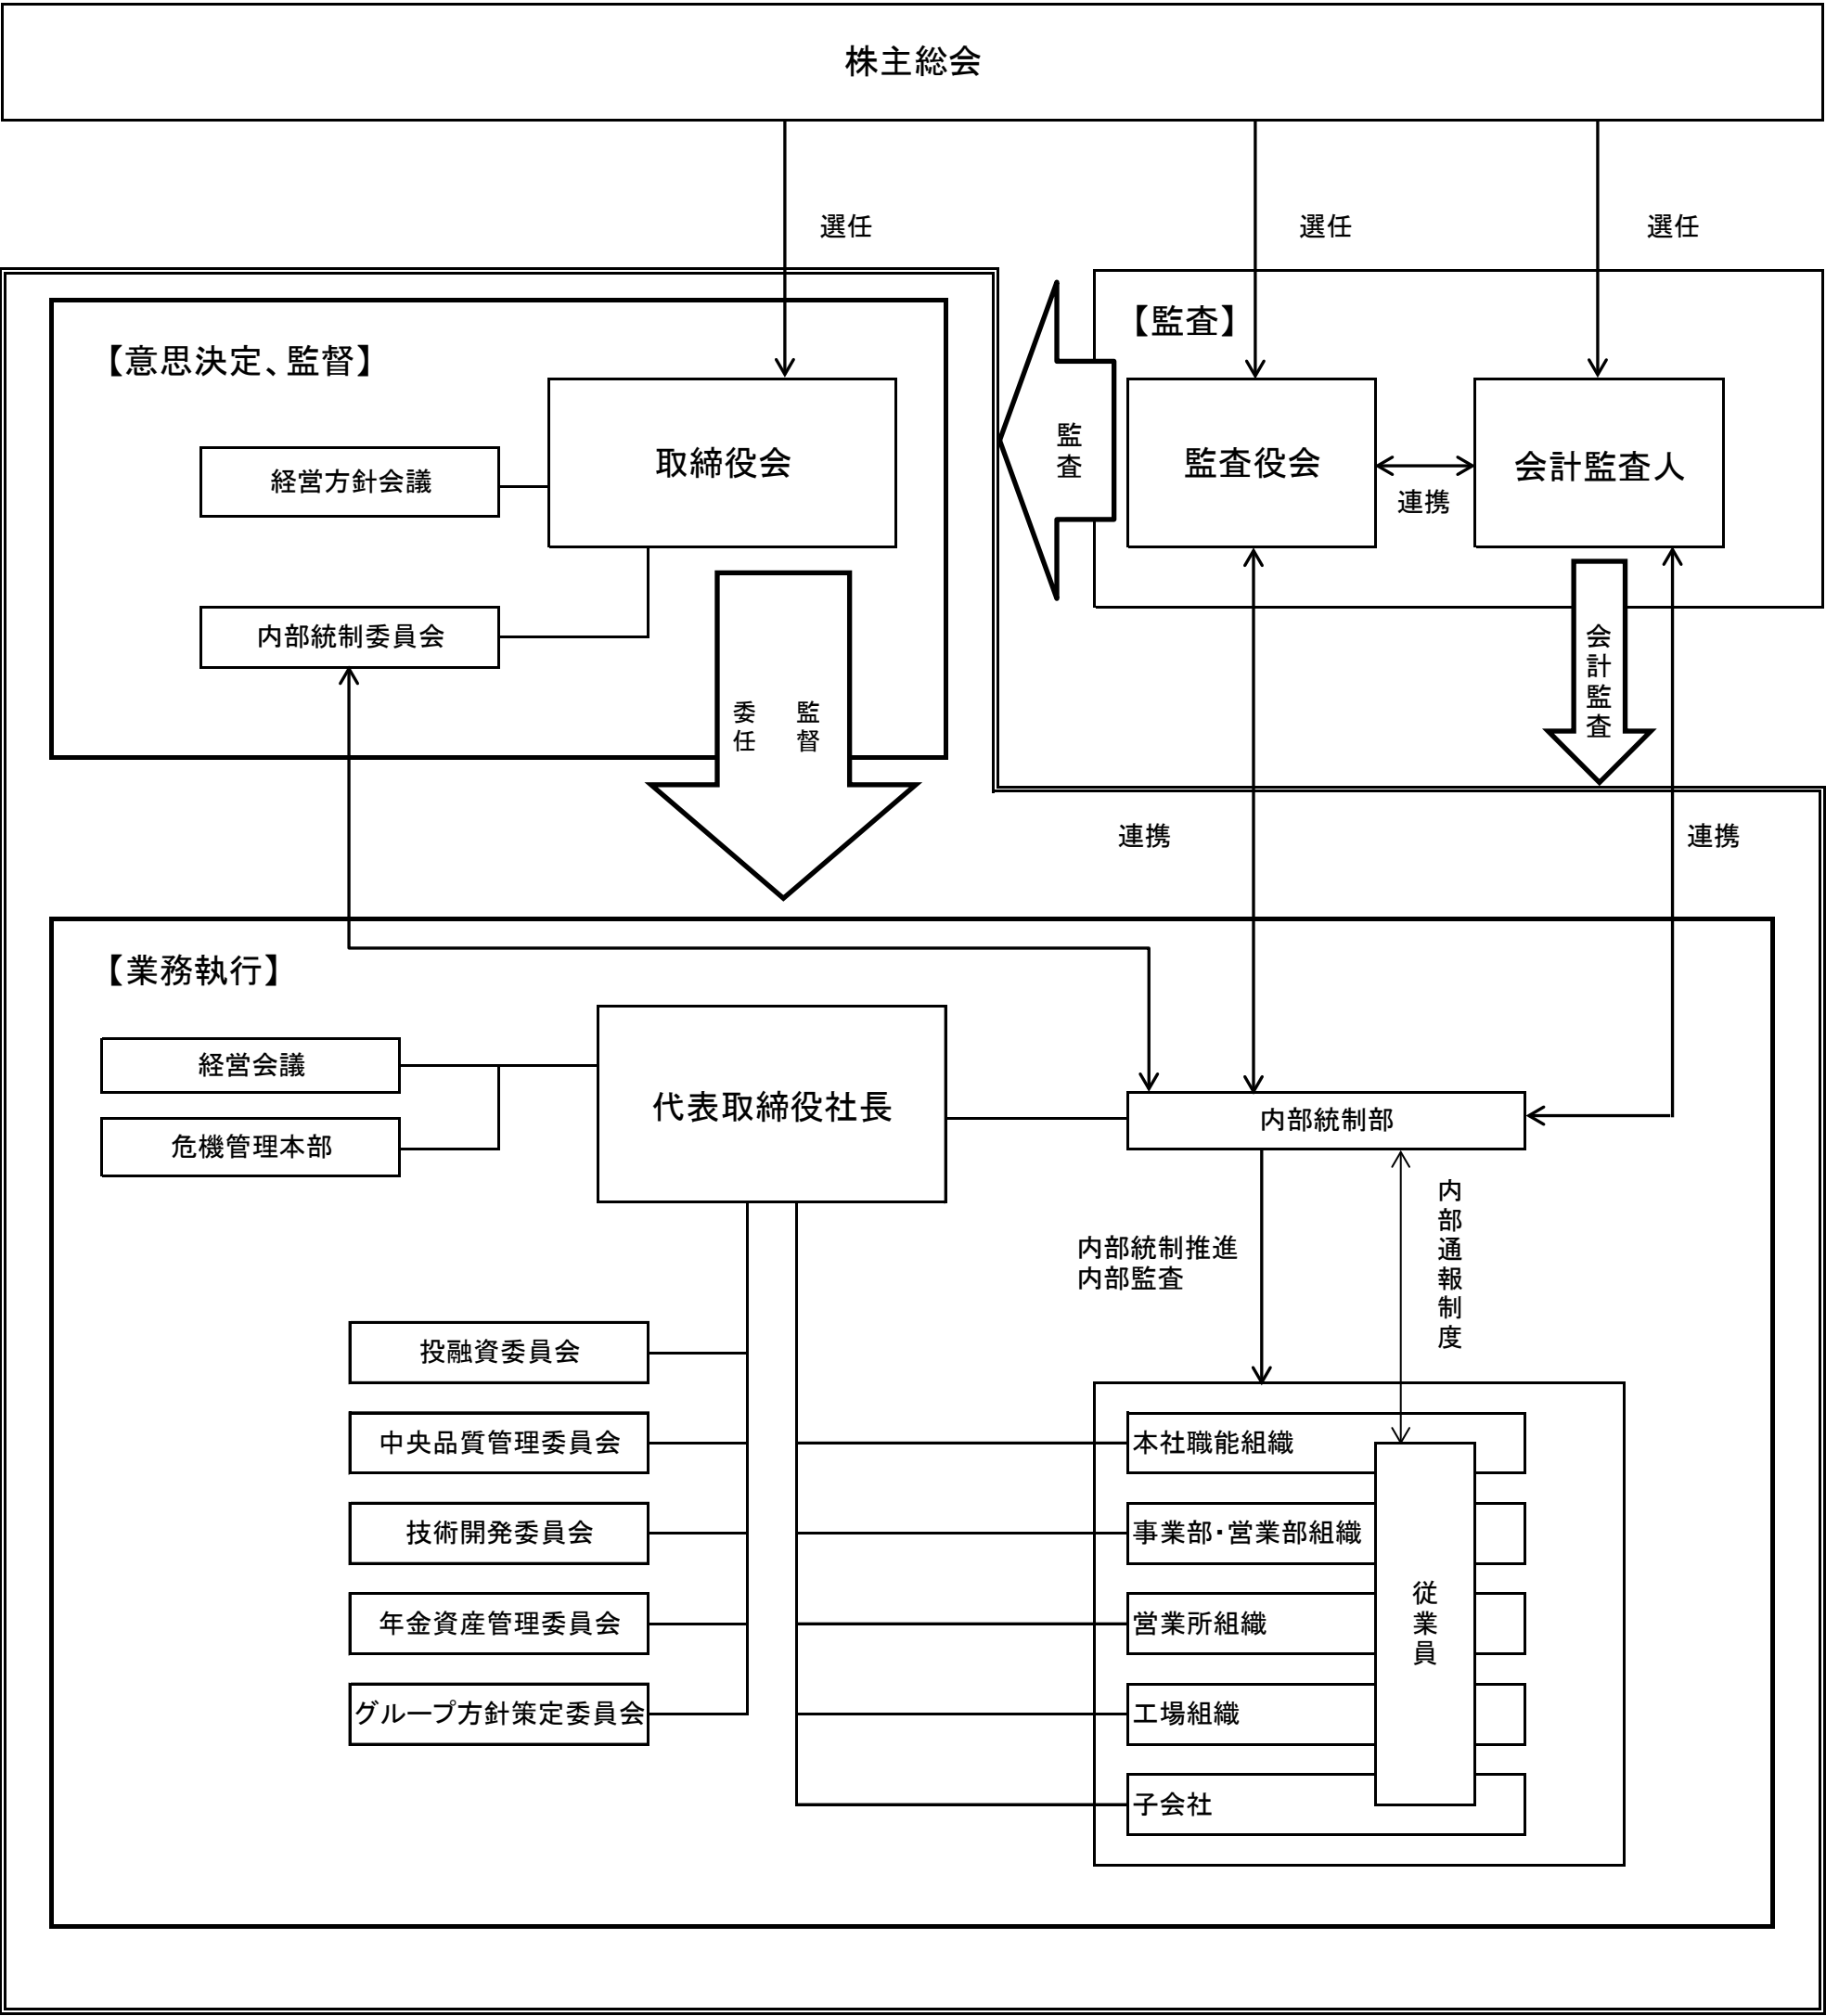 株主総会
選任
選任
選任
【意思決定、監督】
【監査】
取締役会
経営方針会議
内部統制委員会
監査
監査役会
連携
会計監査人
委任
監督
会計監査
連携
連携
【業務執行】
経営会議
危機管理本部
代表取締役社長
内部統制部
内部統制推進
内部監査
内部通報制度
投融資委員会
中央品質管理委員会
技術開発委員会
年金資産管理委員会
グループ方針策定委員会
本社職能組織
事業部・営業部組織
営業所組織
工場組織
子会社
従業員